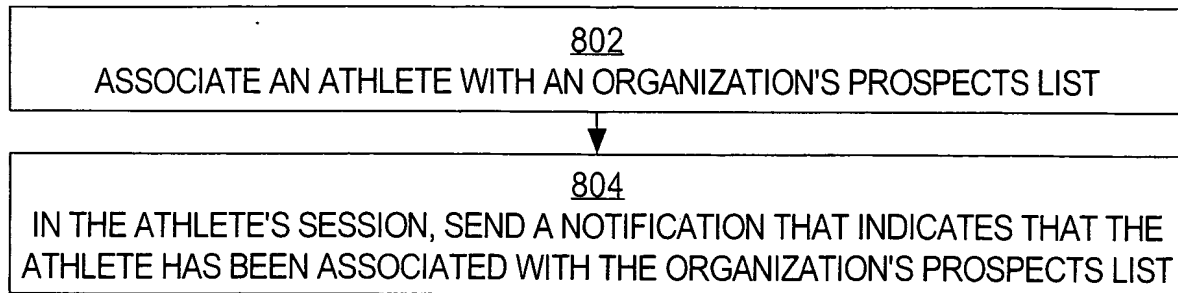 802
ASSOCIATE AN ATHLETE WITH AN ORGANIZATION'S PROSPECTS LIST
804
IN THE ATHLETE'S SESSION, SEND A NOTIFICATION THAT INDICATES THAT THE
ATHLETE HAS BEEN ASSOCIATED WITH THE ORGANIZATION'S PROSPECTS LIST